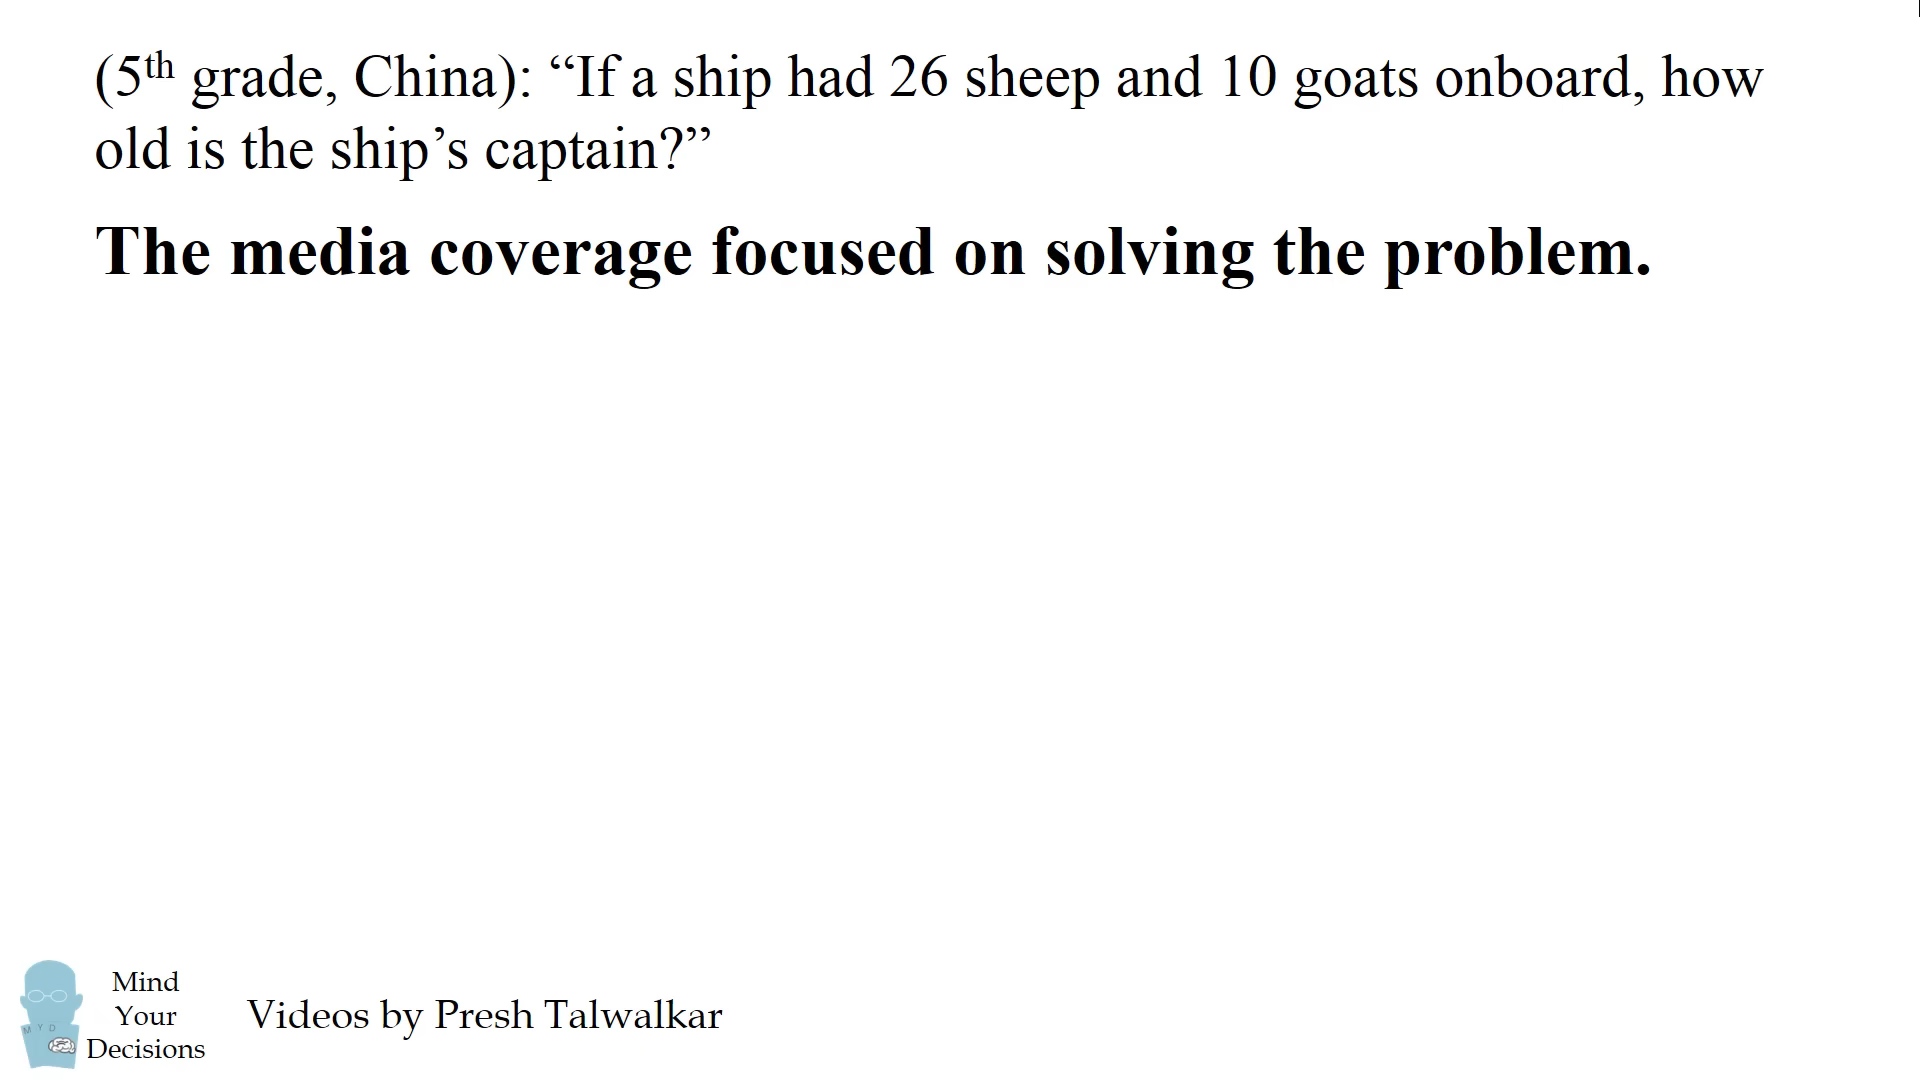 (5th grade, China): “If a ship had 26 sheep and 10 goats onboard, how
old is the ship’s captain?”
The media coverage focused on solving the problem.
M Y D
Mind
Your
Decisions
Videos by Presh Talwalkar